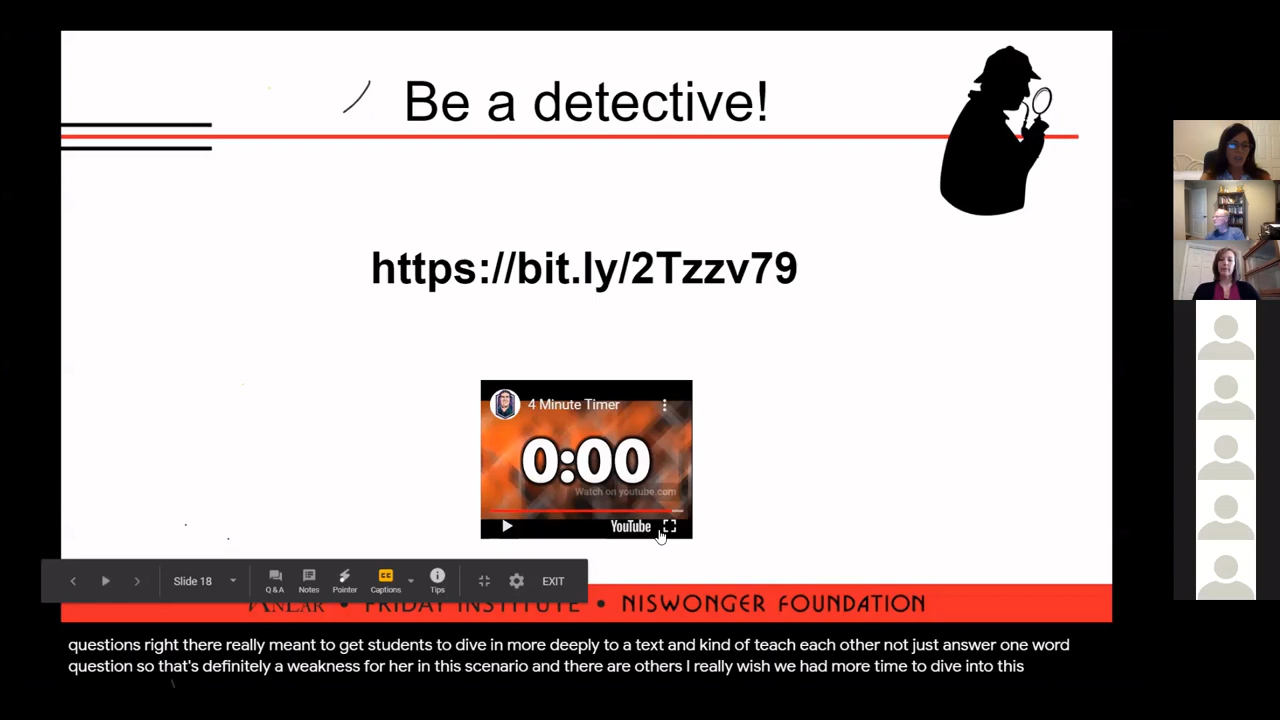 Be a detective!
https://bit.ly/2Tzzv79
4 Minute Timer
0:00
Watch on youtube.com
YouTube
Slide 18
Q&A Notes Pointer Captions Tips EXIT
FRIDAY INSTITUTE • NISWONGER FOUNDATION
questions right there really meant to get students to dive in more deeply to a text and kind of teach each other not just answer one word
question so that's definitely a weakness for her in this scenario and there are others I really wish we had more time to dive into this